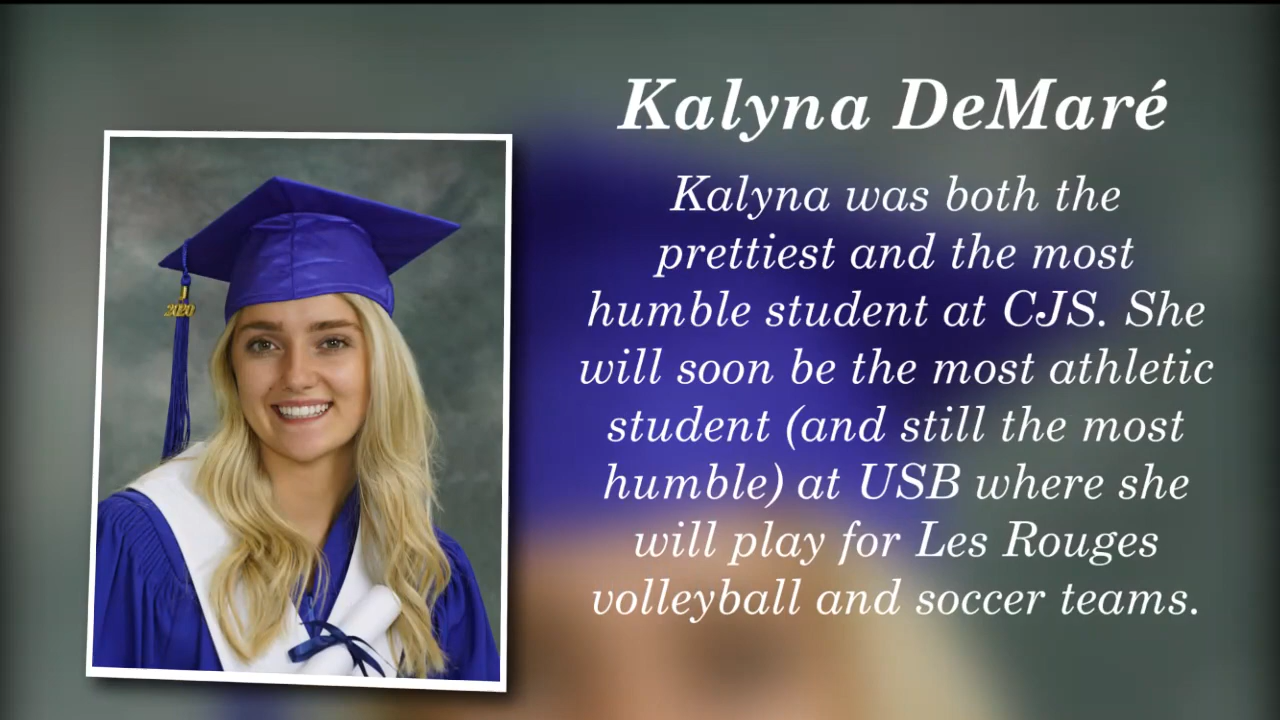 Kalyna DeMaré
Kalyna was both the
prettiest and the most
humble student at CJS. She
will soon be the most athletic
student (and still the most
humble) at USB where she
will play for Les Rouges
volleyball and soccer teams.
2020